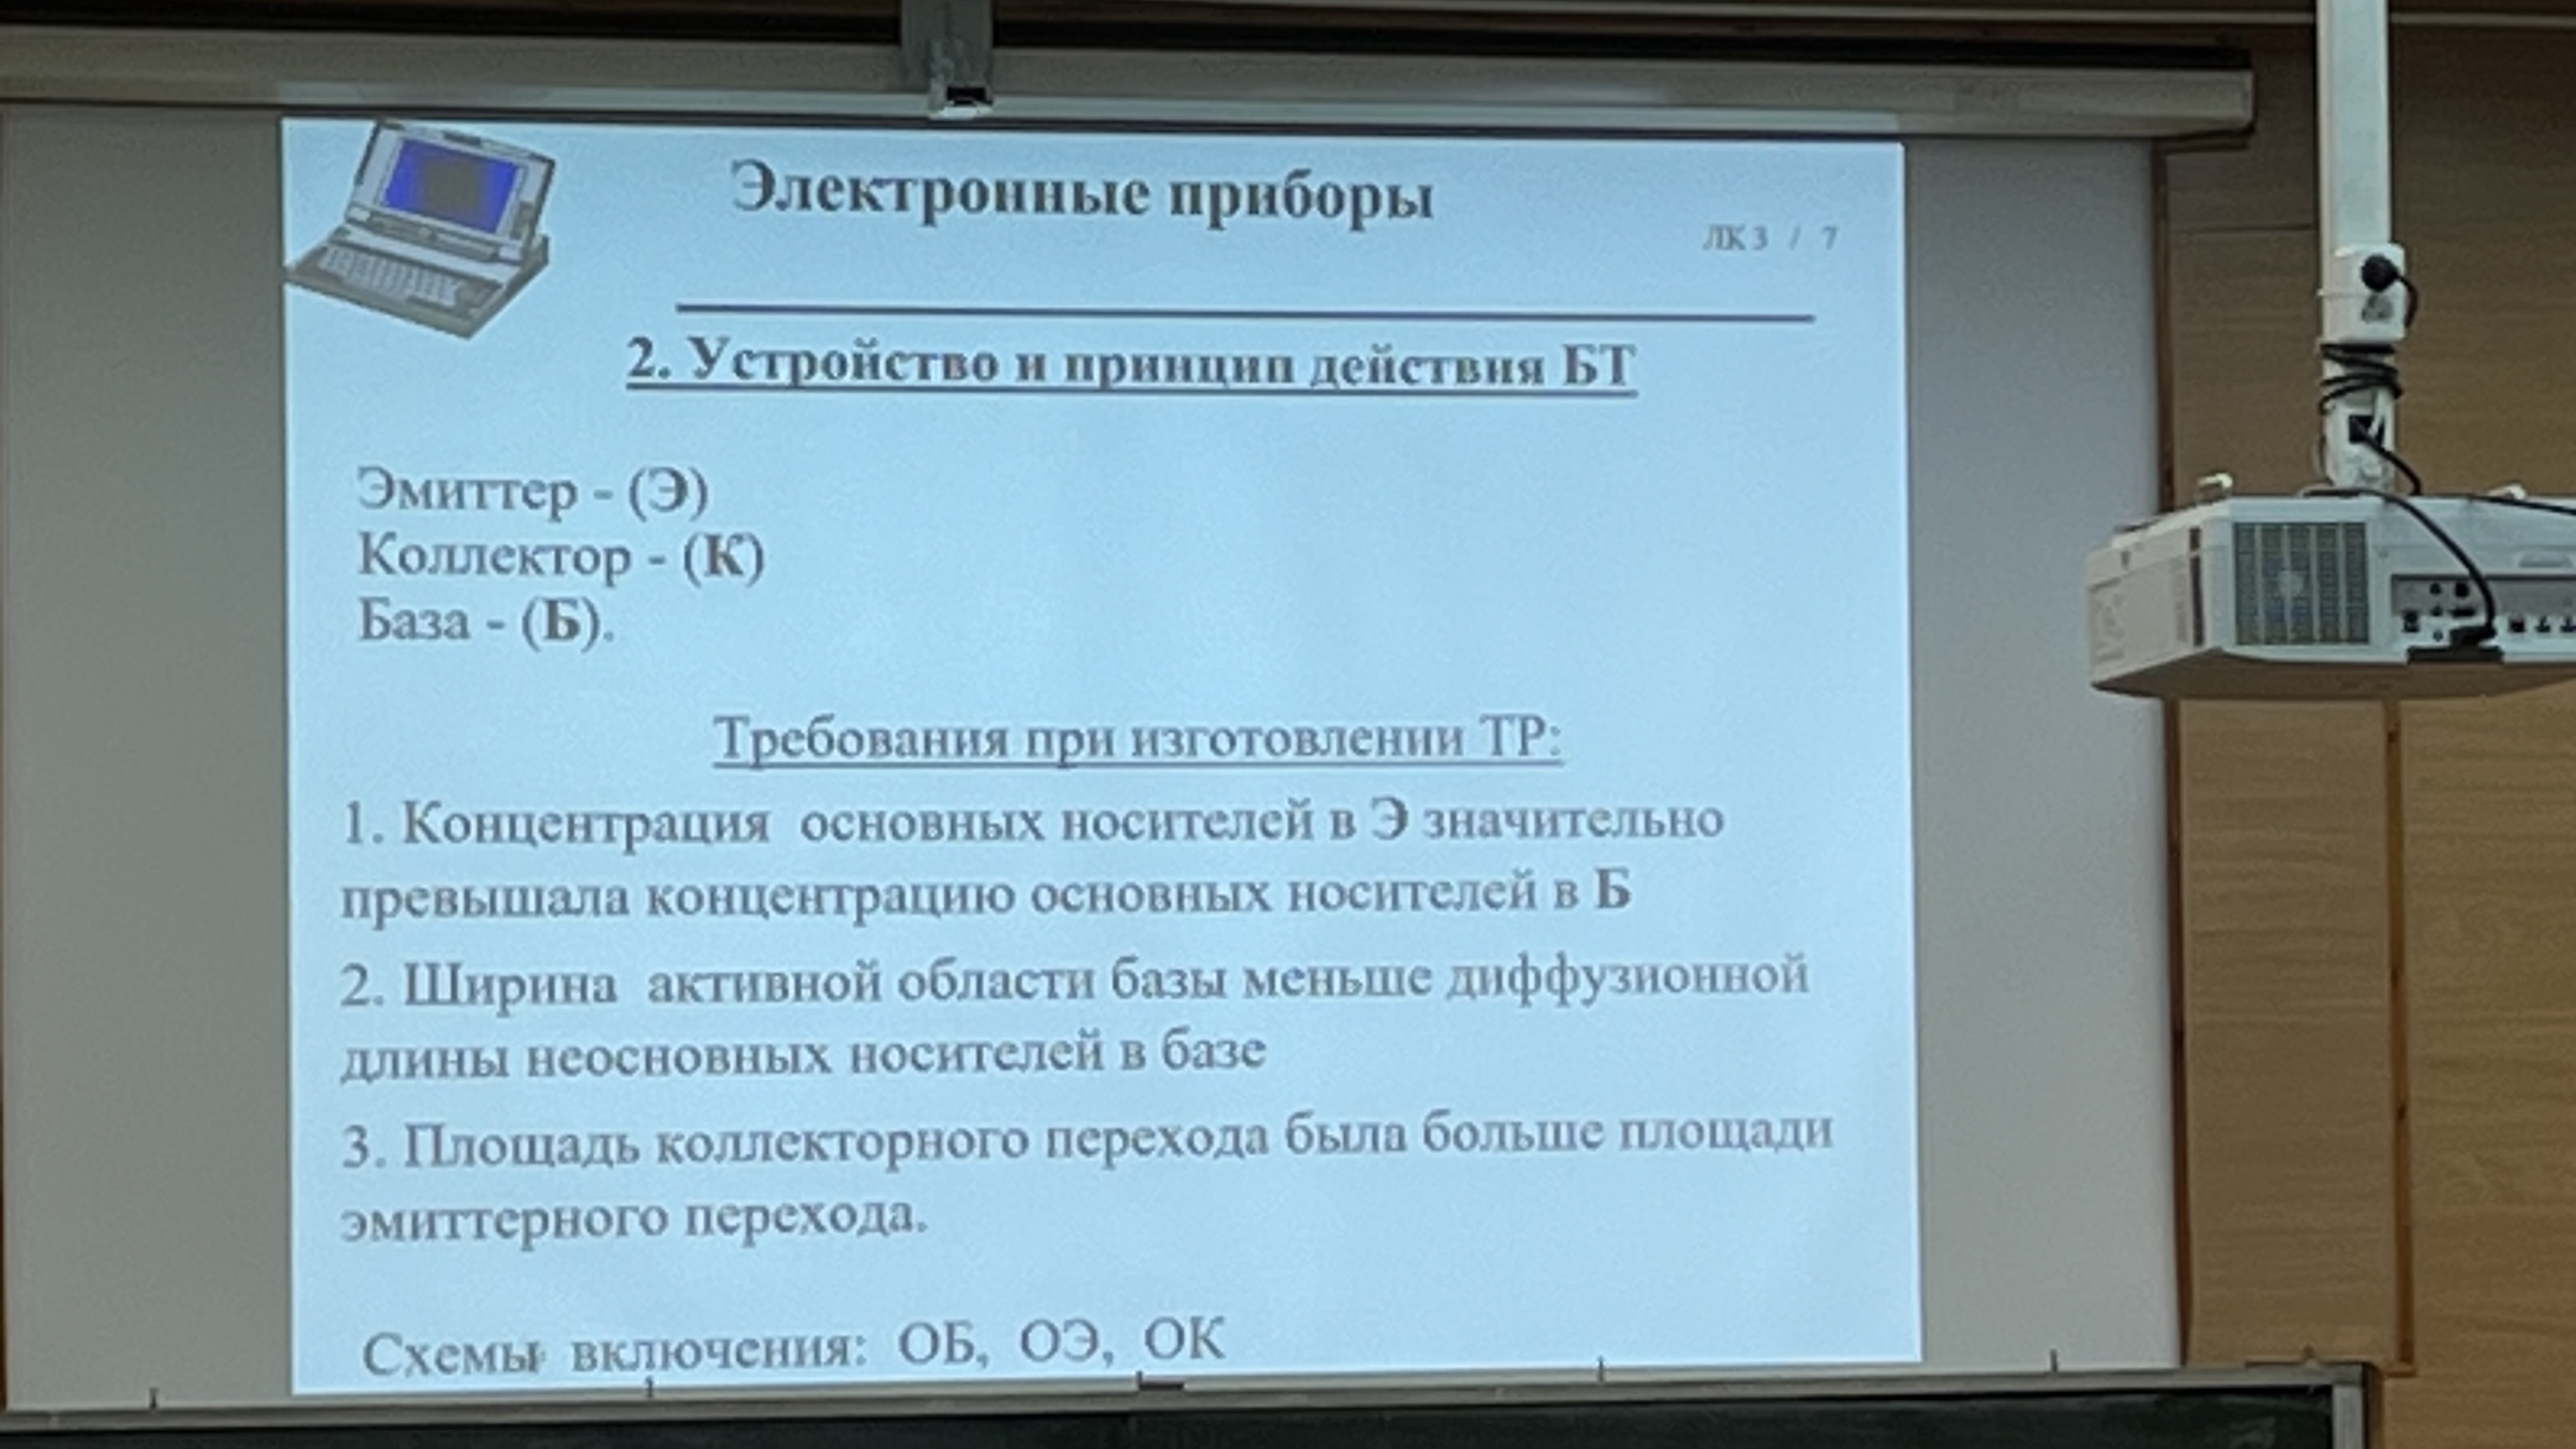 Электронные приборы
ЛК 3 / 7
2. Устройство и принцип действия БТ
Эмиттер - (Э)
Коллектор - (К)
База - (Б).
Требования при изготовлении ТР:
1. Концентрация основных носителей в Э значительно
превышала концентрацию основных носителей в Б
2. Ширина активной области базы меньше диффузионной
длины неосновных носителей в базе
3. Площадь коллекторного перехода была больше площади
эмиттерного перехода.
Схемы включения: ОБ, ОЭ, ОК